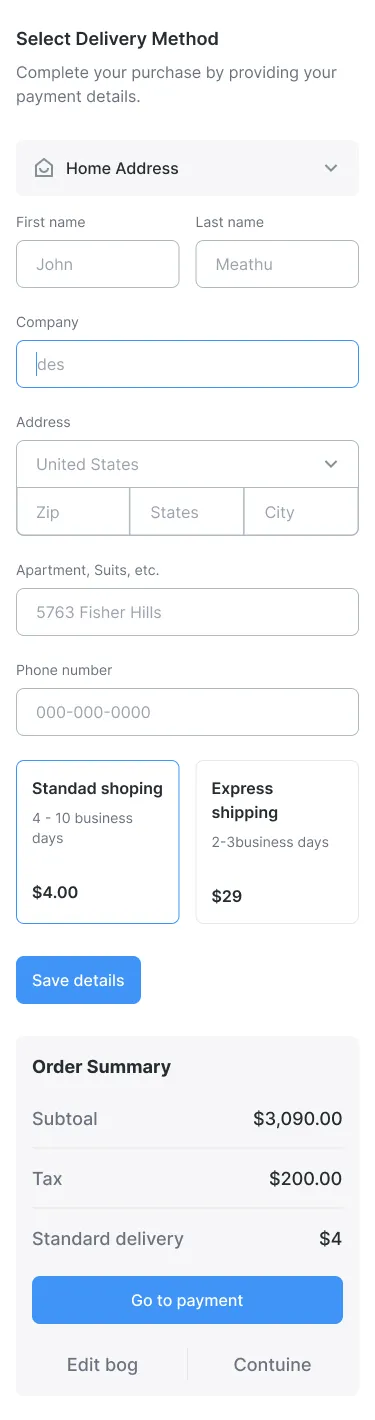 Select Delivery Method
Complete your purchase by providing your
payment details.
Home Address
First name
Last name
John
Meathu
Company
des
Address
United States
Zip
States
City
Apartment, Suits, etc.
5763 Fisher Hills
Phone number
000-000-0000
Standad shoping
4 - 10 business
days
$4.00
Express
shipping
2-3business days
$29
Save details
Order Summary
Subtoal $3,090.00
Tax $200.00
Standard delivery $4
Go to payment
Edit bog
Contuine